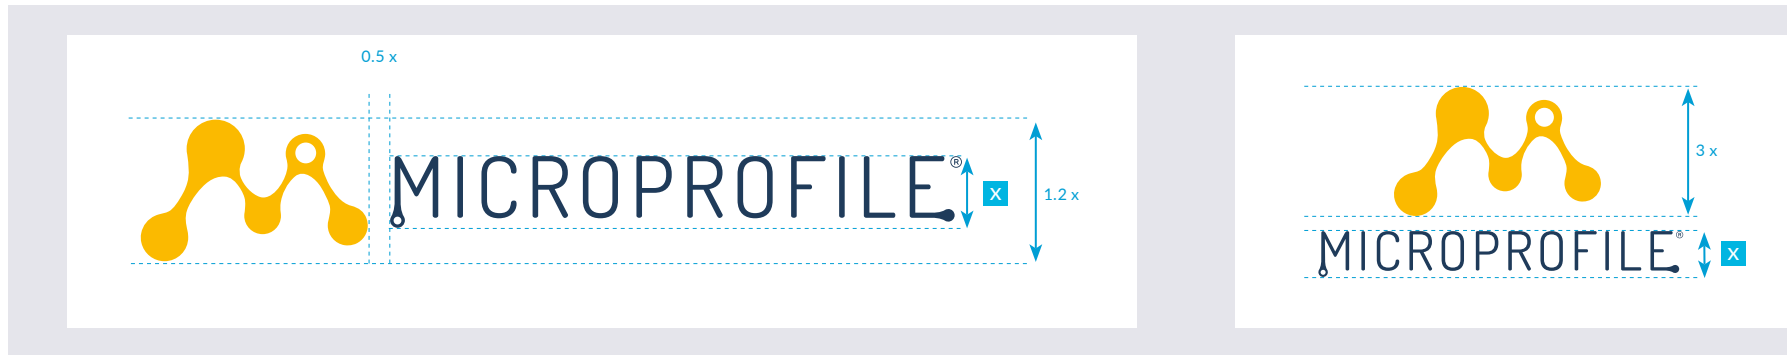 0.5 x
MICROPROFILE®
X
1.2 x
3 x
MICROPROFILE®
X